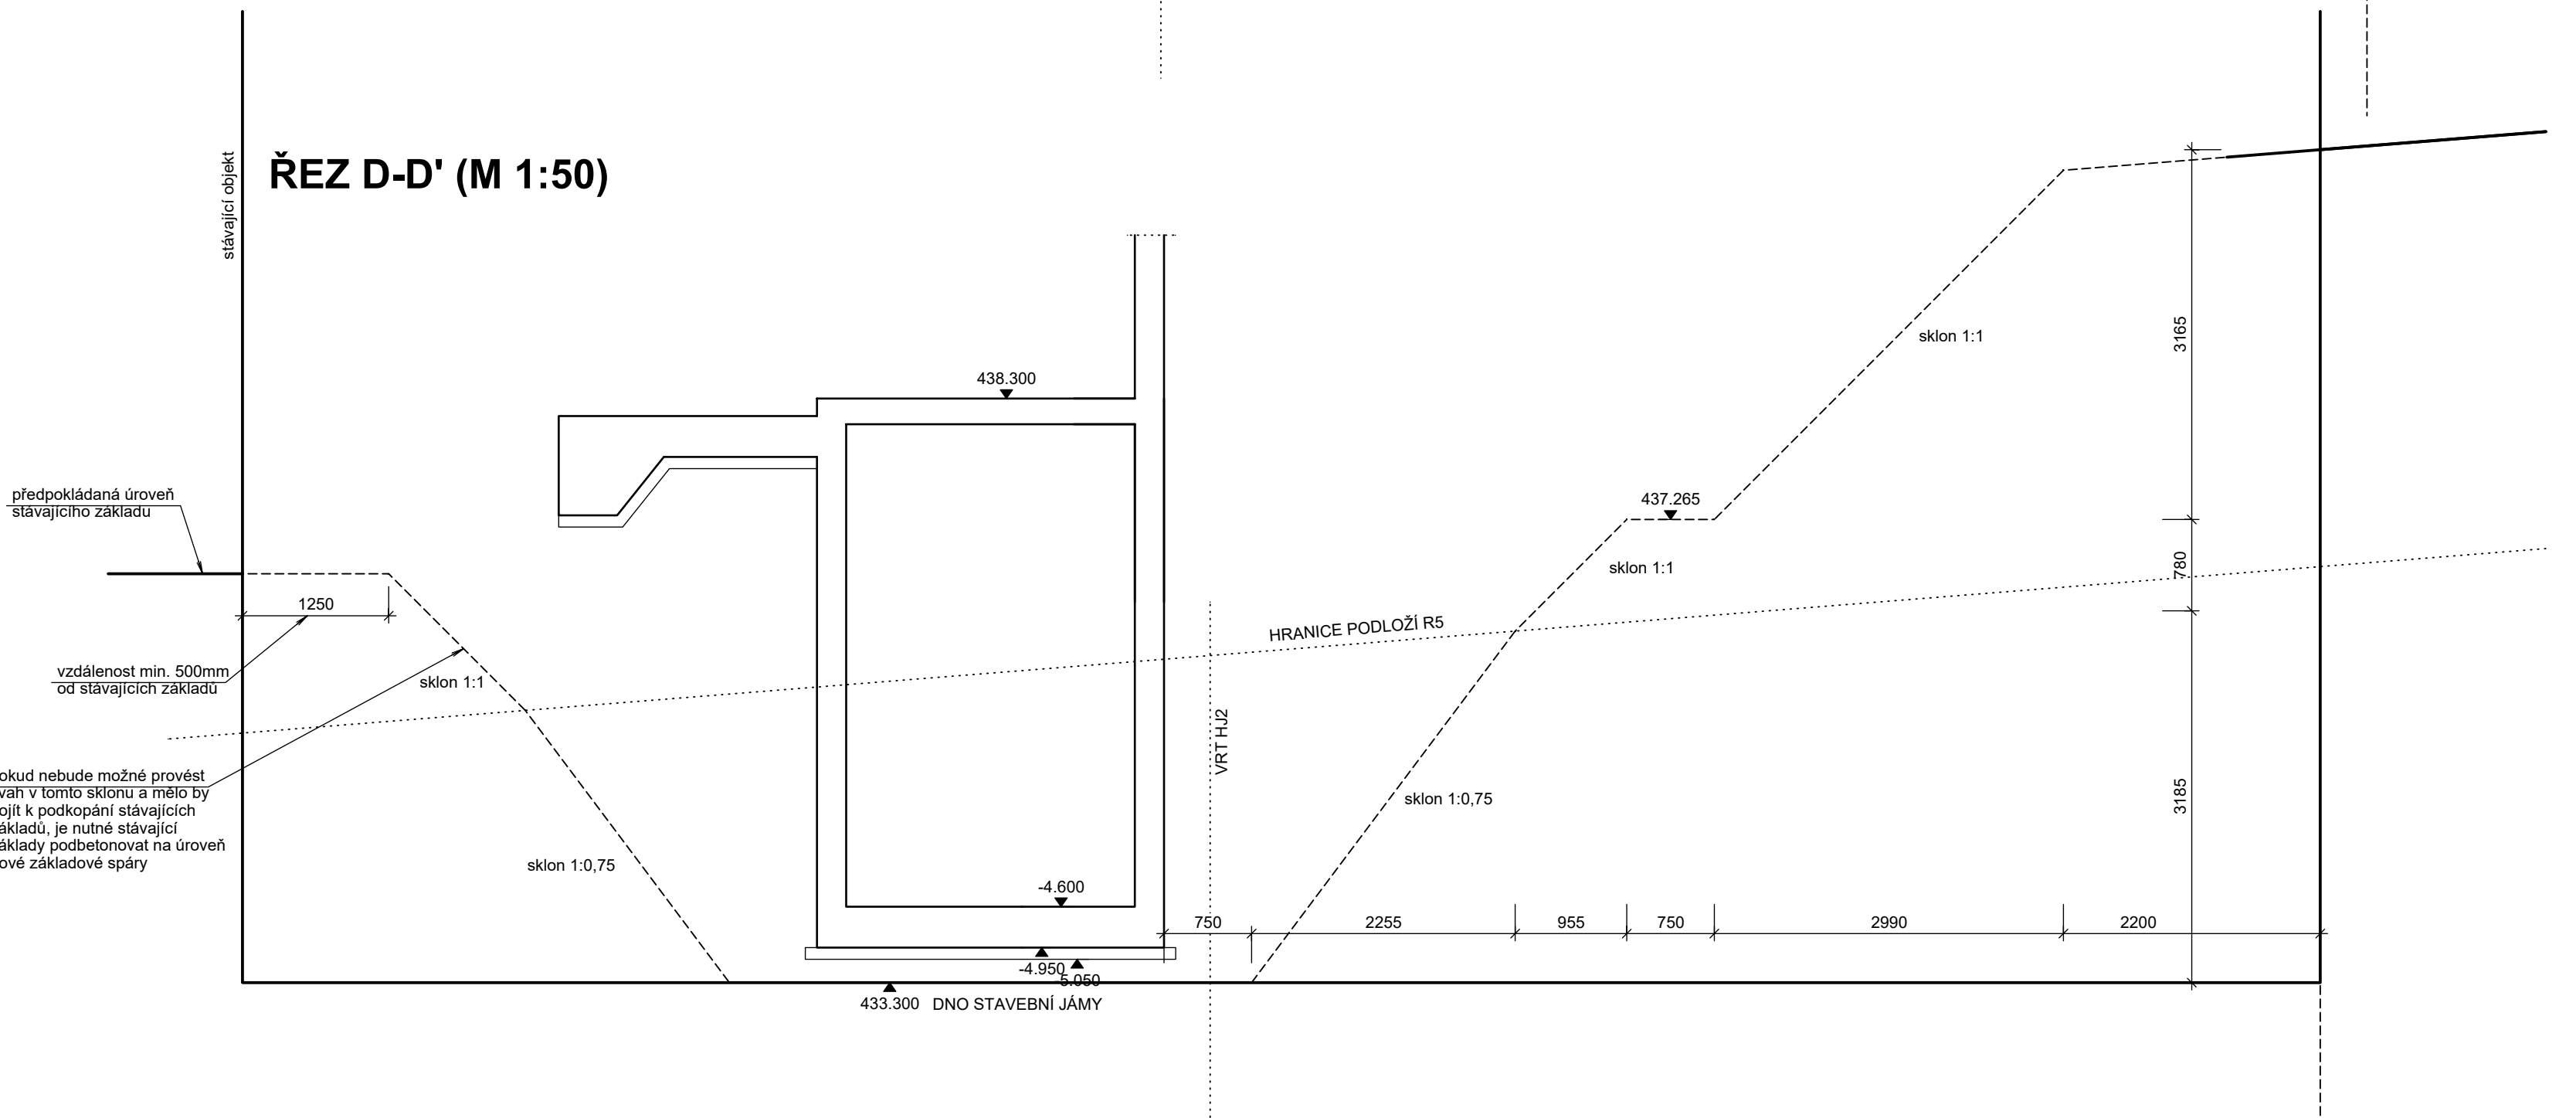 ŘEZ D-D' (M 1:50)
stávající objekt
předpokládaná úroveň
stávajícího základu
1250
vzdálenost min. 500mm
od stávajících základů
sklon 1:1
okud nebude možné provést
vah v tomto sklonu a mělo by
ojít k podkopání stávajících
ákladů, je nutné stávající
áklady podbetonovat na úroveň
ové základové spáry
sklon 1:0,75
438.300
-4.600
-4.950
-5.050
433.300 DNO STAVEBNÍ JÁMY
VRT HJ2
HRANICE PODLOŽÍ R5
437.265
sklon 1:1
sklon 1:1
sklon 1:0,75
750
2255
955
750
2990
2200
3165
780
3185